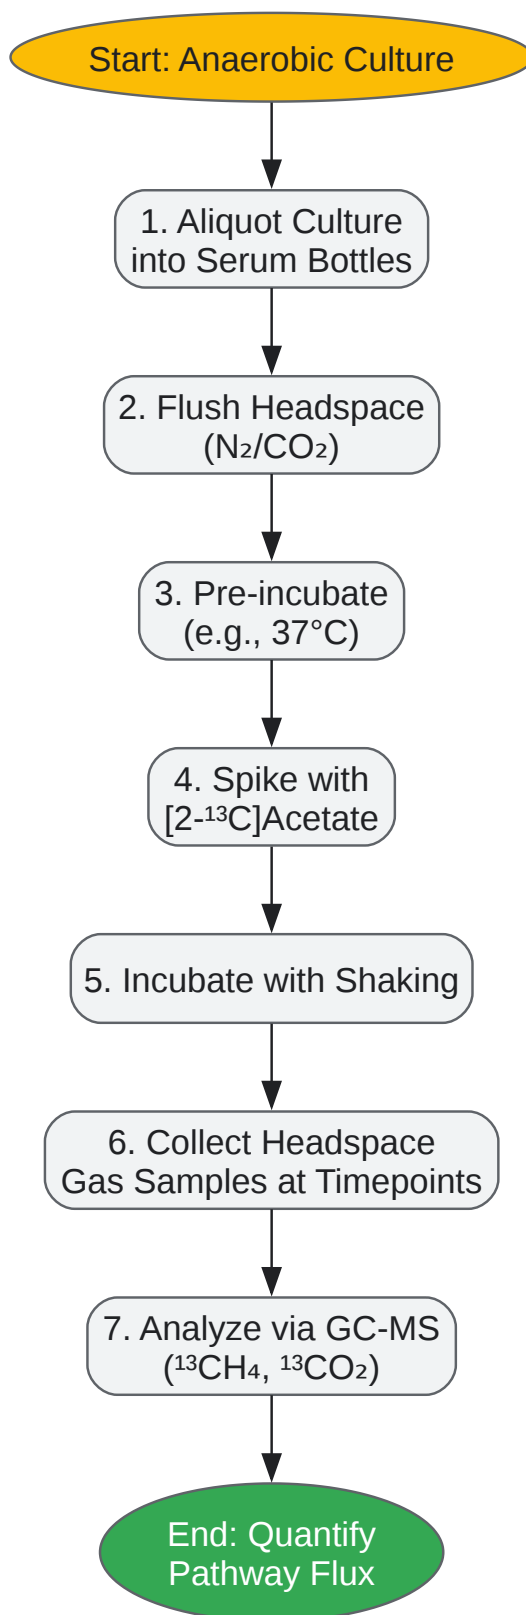 Start: Anaerobic Culture
1. Aliquot Culture
into Serum Bottles
2. Flush Headspace
(N₂/CO₂)
3. Pre-incubate
(e.g., 37°C)
4. Spike with
[2-¹³C]Acetate
5. Incubate with Shaking
6. Collect Headspace
Gas Samples at Timepoints
7. Analyze via GC-MS
(¹³CH₄, ¹³CO₂)
End: Quantify
Pathway Flux